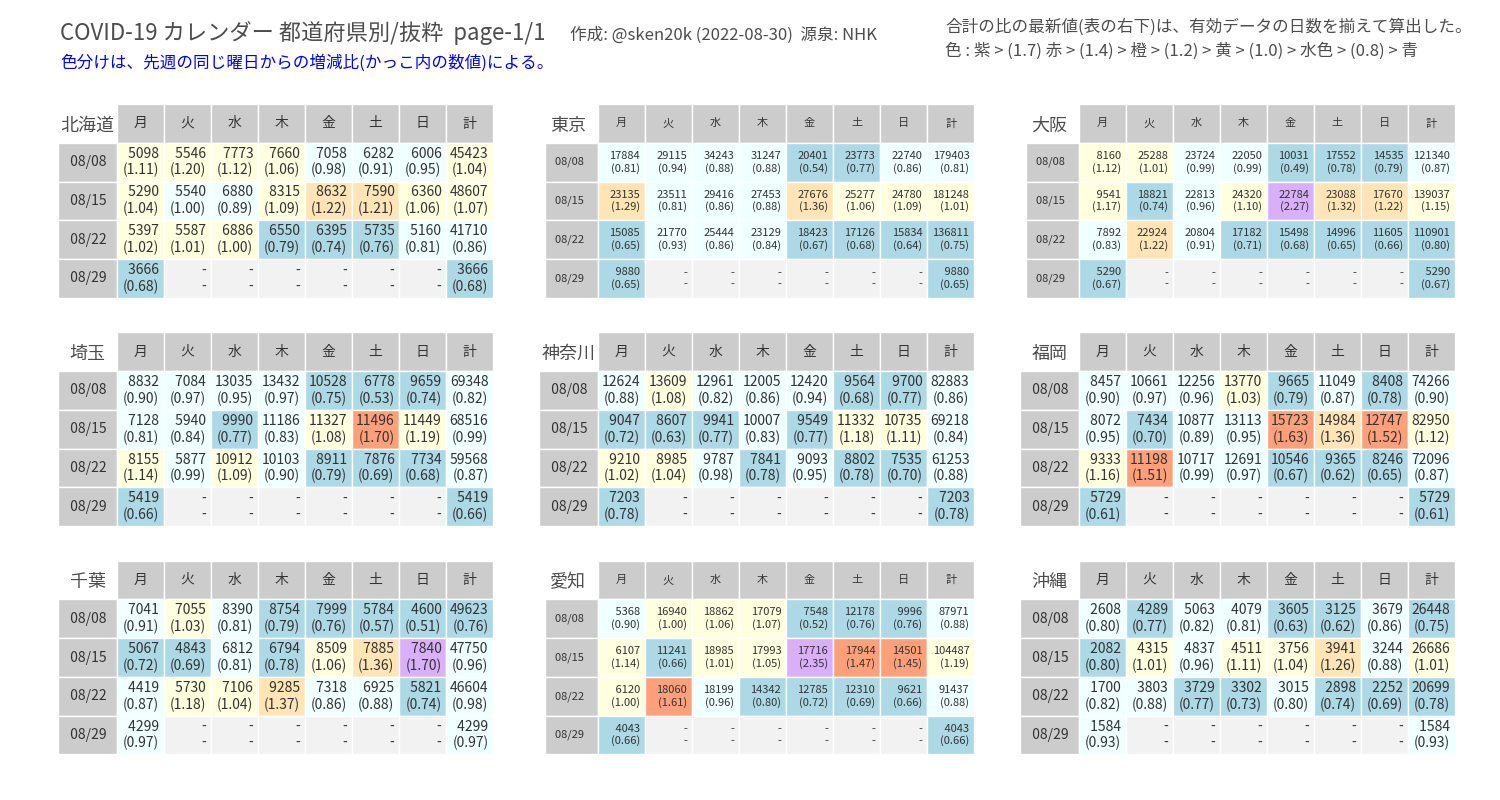 COVID-19 カレンダー 都道府県別/抜粋 page-1/1 作成: @sken20k (2022-08-30) 源泉: NHK
色分けは、先週の同じ曜日からの増減比(かっこ内の数値)による。
合計の比の最新値(表の右下)は、有効データの日数を揃えて算出した。
色 : 紫 > (1.7) 赤 > (1.4) > 橙 > (1.2) > 黄 > (1.0) > 水色 > (0.8) > 青
北海道 月 火 水 木 金 土 日 計
08/08 5098 5546 7773 7660 7058 6282 6006 45423
(1.11) (1.20) (1.12) (1.06) (0.98) (0.91) (0.95) (1.04)
08/15 5290 5540 6880 8315 8632 7590 6360 48607
(1.04) (1.00) (0.89) (1.09) (1.22) (1.21) (1.06) (1.07)
08/22 5397 5587 6886 6550 6395 5735 5160 41710
(1.02) (1.01) (1.00) (0.79) (0.74) (0.76) (0.81) (0.86)
08/29 3666 - - - - - - 3666
(0.68) - - - - - - (0.68)
東京 月 火 水 木 金 土 日 計
08/08 17884 29115 34243 31247 20401 23773 22740 179403
(0.81) (0.94) (0.88) (0.88) (0.54) (0.77) (0.86) (0.81)
08/15 23135 23511 29416 27453 27676 25277 24780 181248
(1.29) (0.81) (0.86) (0.88) (1.36) (1.06) (1.09) (1.01)
08/22 15085 21770 25444 23129 18423 17126 15834 136811
(0.65) (0.93) (0.86) (0.84) (0.67) (0.68) (0.64) (0.75)
08/29 9880 - - - - - - 9880
(0.65) - - - - - - (0.65)
大阪 月 火 水 木 金 土 日 計
08/08 8160 25288 23724 22050 10031 17552 14535 121340
(1.12) (1.01) (0.99) (0.99) (0.49) (0.78) (0.79) (0.87)
08/15 9541 18821 22813 24320 22784 23088 17670 139037
(1.17) (0.74) (0.96) (1.10) (2.27) (1.32) (1.22) (1.15)
08/22 7892 22924 20804 17182 15498 14996 11605 110901
(0.83) (1.22) (0.91) (0.71) (0.68) (0.65) (0.66) (0.80)
08/29 5290 - - - - - - 5290
(0.67) - - - - - - (0.67)
埼玉 月 火 水 木 金 土 日 計
08/08 8832 7084 13035 13432 10528 6778 9659 69348
(0.90) (0.97) (0.95) (0.97) (0.75) (0.53) (0.74) (0.82)
08/15 7128 5940 9990 11186 11327 11496 11449 68516
(0.81) (0.84) (0.77) (0.83) (1.08) (1.70) (1.19) (0.99)
08/22 8155 5877 10912 10103 8911 7876 7734 59568
(1.14) (0.99) (1.09) (0.90) (0.79) (0.69) (0.68) (0.87)
08/29 5419 - - - - - - 5419
(0.66) - - - - - - (0.66)
神奈川 月 火 水 木 金 土 日 計
08/08 12624 13609 12961 12005 12420 9564 9700 82883
(0.88) (1.08) (0.82) (0.86) (0.94) (0.68) (0.77) (0.86)
08/15 9047 8607 9941 10007 9549 11332 10735 69218
(0.72) (0.63) (0.77) (0.83) (0.77) (1.18) (1.11) (0.84)
08/22 9210 8985 9787 7841 9093 8802 7535 61253
(1.02) (1.04) (0.98) (0.78) (0.95) (0.78) (0.70) (0.88)
08/29 7203 - - - - - - 7203
(0.78) - - - - - - (0.78)
福岡 月 火 水 木 金 土 日 計
08/08 8457 10661 12256 13770 9665 11049 8408 74266
(0.90) (0.97) (0.96) (1.03) (0.79) (0.87) (0.78) (0.90)
08/15 8072 7434 10877 13113 15723 14984 12747 82950
(0.95) (0.70) (0.89) (0.95) (1.63) (1.36) (1.52) (1.12)
08/22 9333 11198 10717 12691 10546 9365 8246 72096
(1.16) (1.51) (0.99) (0.97) (0.67) (0.62) (0.65) (0.87)
08/29 5729 - - - - - - 5729
(0.61) - - - - - - (0.61)
千葉 月 火 水 木 金 土 日 計
08/08 7041 7055 8390 8754 7999 5784 4600 49623
(0.91) (1.03) (0.81) (0.79) (0.76) (0.57) (0.51) (0.76)
08/15 5067 4843 6812 6794 8509 7885 7840 47750
(0.72) (0.69) (0.81) (0.78) (1.06) (1.36) (1.70) (0.96)
08/22 4419 5730 7106 9285 7318 6925 5821 46604
(0.87) (1.18) (1.04) (1.37) (0.86) (0.88) (0.74) (0.98)
08/29 4299 - - - - - - 4299
(0.97) - - - - - - (0.97)
愛知 月 火 水 木 金 土 日 計
08/08 5368 16940 18862 17079 7548 12178 9996 87971
(0.90) (1.00) (1.06) (1.07) (0.52) (0.76) (0.76) (0.88)
08/15 6107 11241 18985 17993 17716 17944 14501 104487
(1.14) (0.66) (1.01) (1.05) (2.35) (1.47) (1.45) (1.19)
08/22 6120 18060 18199 14342 12785 12310 9621 91437
(1.00) (1.61) (0.96) (0.80) (0.72) (0.69) (0.66) (0.88)
08/29 4043 - - - - - - 4043
(0.66) - - - - - - (0.66)
沖縄 月 火 水 木 金 土 日 計
08/08 2608 4289 5063 4079 3605 3125 3679 26448
(0.80) (0.77) (0.82) (0.81) (0.63) (0.62) (0.86) (0.75)
08/15 2082 4315 4837 4511 3756 3941 3244 26686
(0.80) (1.01) (0.96) (1.11) (1.04) (1.26) (0.88) (1.01)
08/22 1700 3803 3729 3302 3015 2898 2252 20699
(0.82) (0.88) (0.77) (0.73) (0.80) (0.74) (0.69) (0.78)
08/29 1584 - - - - - - 1584
(0.93) - - - - - - (0.93)